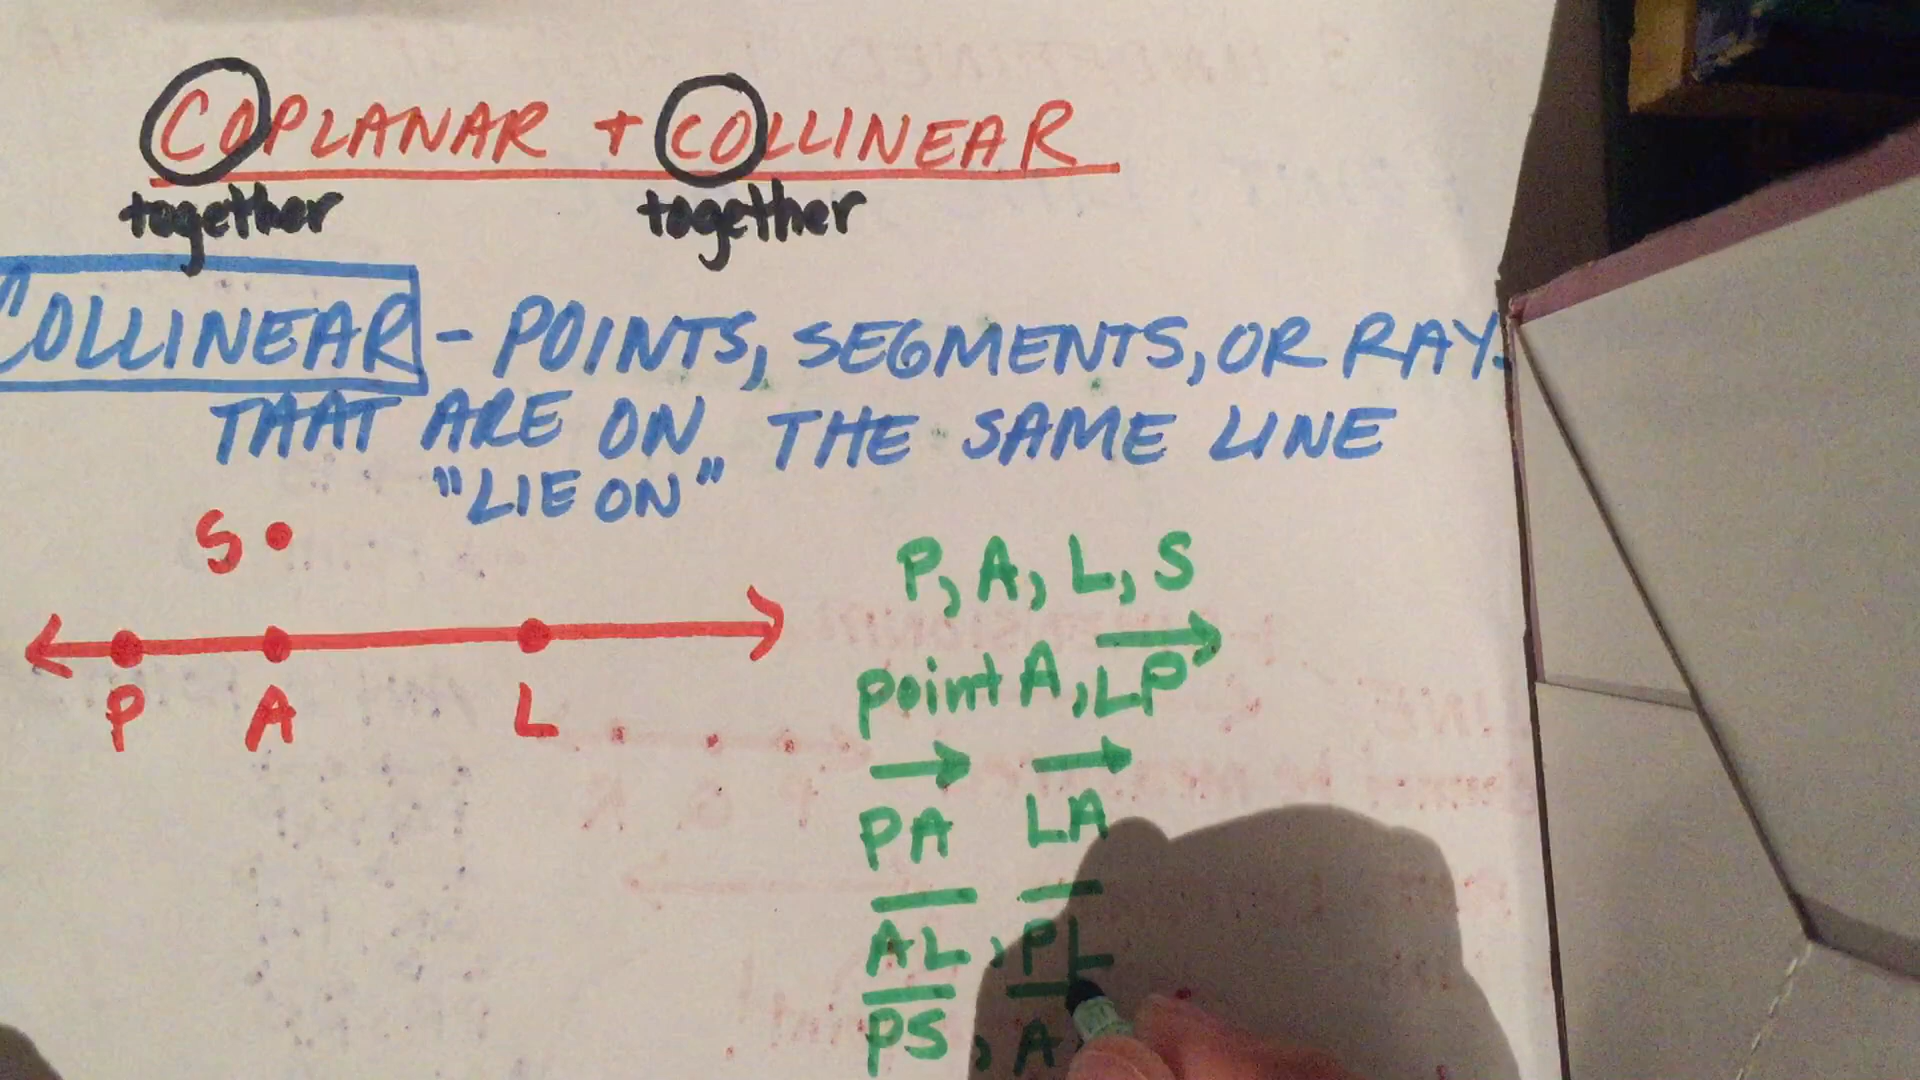 COPLANAR + COLLINEAR
together together
COLLINEAR - POINTS, SEGMENTS, OR RAY
THAT ARE ON THE SAME LINE
"LIE ON"
S
P A L
P, A, L, S
point A, LP
PA LA
AL, PL
PS, A